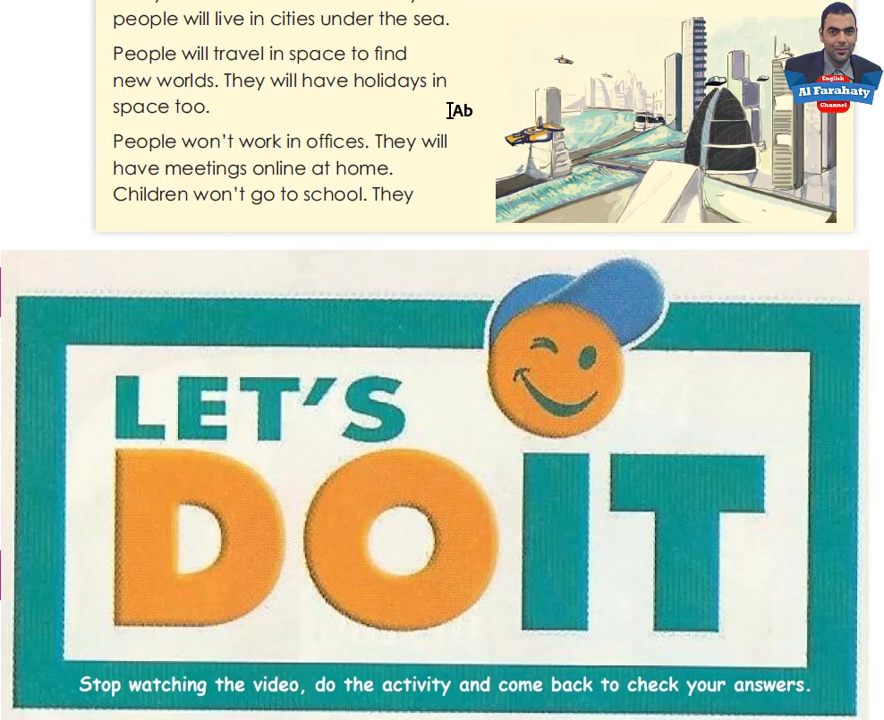 people will live in cities under the sea.
People will travel in space to find
new worlds. They will have holidays in
space too.
Ab
People won’t work in offices. They will
have meetings online at home.
Children won’t go to school. They
English
Al Farahaty
Channel
LET’S
DO IT
Stop watching the video, do the activity and come back to check your answers.